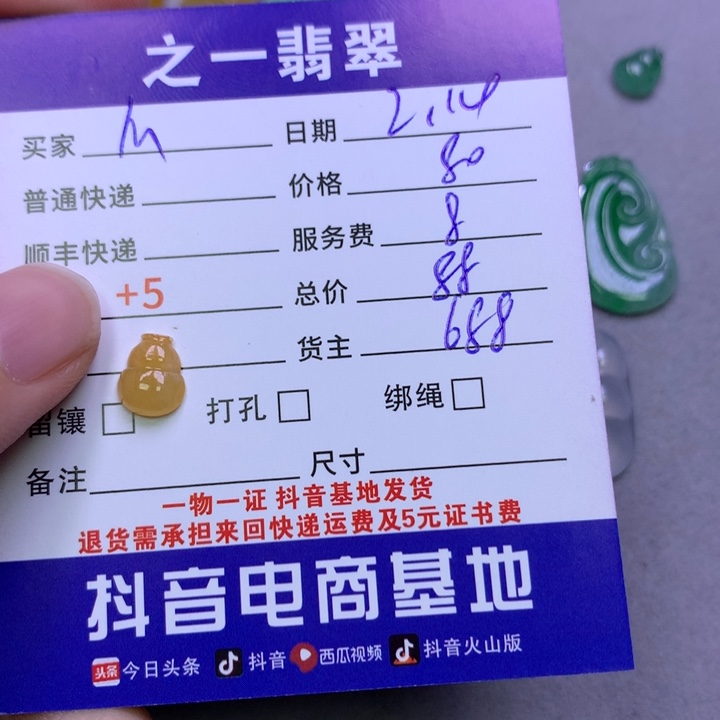 之一翡翠
买家 日期 2.14
普通快递 价格 80
顺丰快递 服务费 8
+5 总价 88
货主 688
留镶 打孔 绑绳
备注 尺寸
一物一证 抖音基地发货
退货需承担来回快递运费及5元证书费
抖音电商基地
头条 今日头条 抖音 西瓜视频 抖音火山版